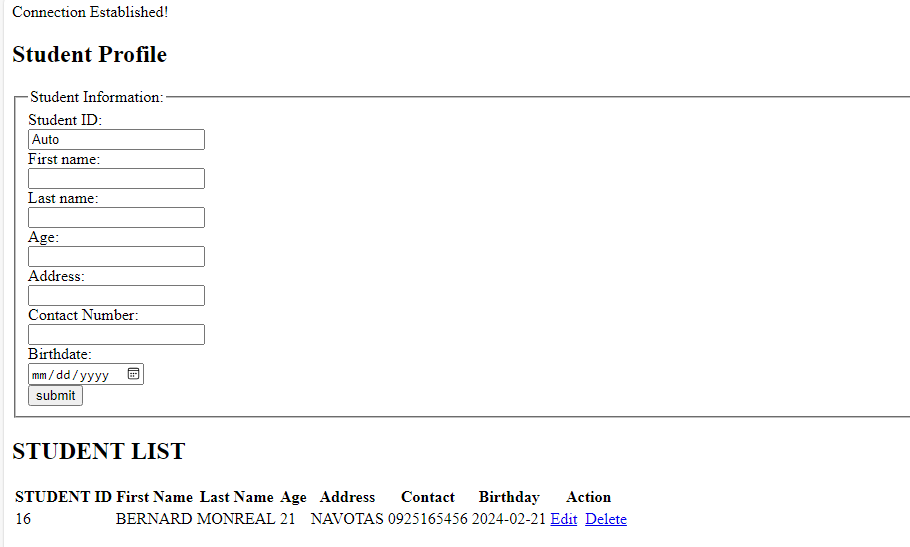 Connection Established!
Student Profile
Student Information:
Student ID:
Auto
First name:
Last name:
Age:
Address:
Contact Number:
Birthdate:
mm/dd/yyyy
submit
STUDENT LIST
STUDENT ID First Name Last Name Age Address Contact Birthday Action
16 BERNARD MONREAL 21 NAVOTAS 0925165456 2024-02-21 Edit Delete